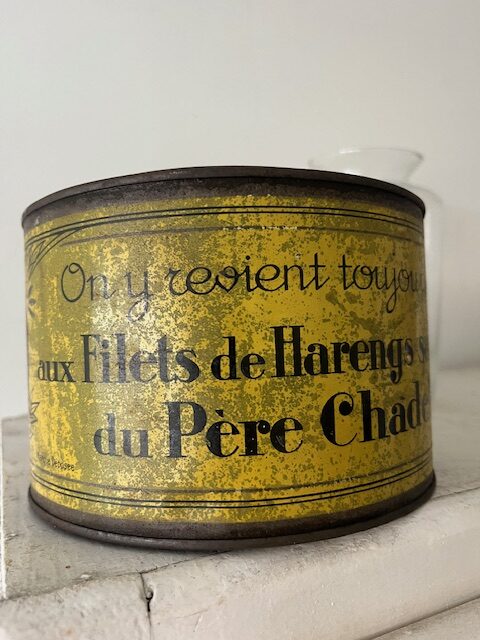 On y revient toujou
aux Filets de Harengs s
du Père Chade